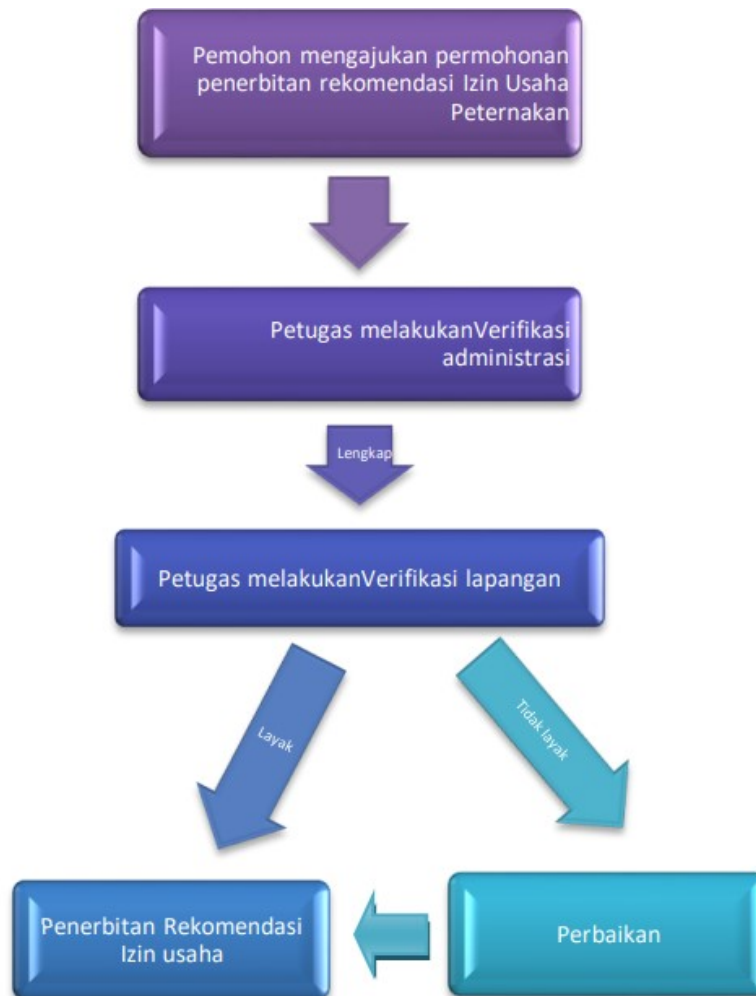 Pemohon mengajukan permohonan
penerbitan rekomendasi Izin Usaha
Peternakan
Petugas melakukanVerifikasi
administrasi
Lengkap
Petugas melakukanVerifikasi lapangan
Layak
Tidak layak
Penerbitan Rekomendasi
Izin usaha
Perbaikan